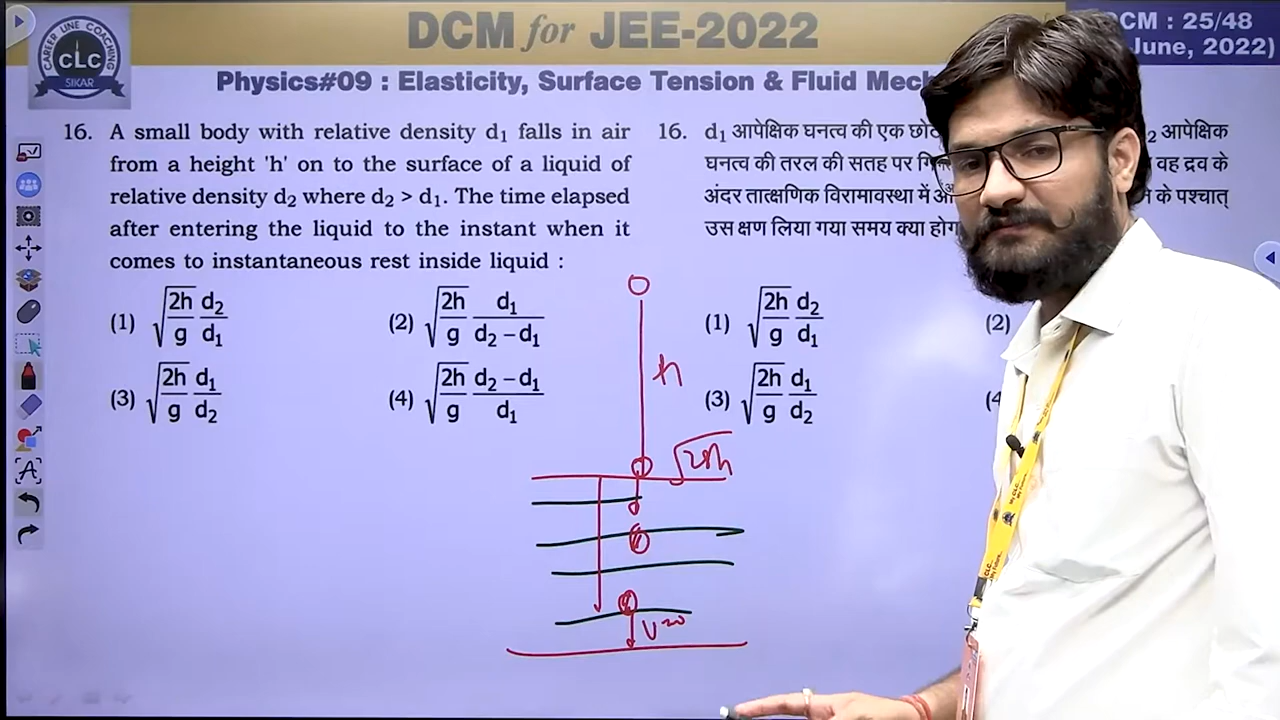 DCM for JEE-2022
DCM : 25/48
June, 2022)
CAREER LINE COACHING
CLC
SIKAR
Physics#09 : Elasticity, Surface Tension & Fluid Mech
16. A small body with relative density d₁ falls in air
from a height 'h' on to the surface of a liquid of
relative density d₂ where d₂ > d₁. The time elapsed
after entering the liquid to the instant when it
comes to instantaneous rest inside liquid :
(1) √(2h/g) d₂/d₁
(2) √(2h/g) d₁/(d₂ – d₁)
(3) √(2h/g) d₁/d₂
(4) √(2h/g) (d₂ – d₁)/d₁
16. d₁ आपेक्षिक घनत्व की एक
आपेक्षिक
घनत्व की तरल की सतह पर
वह द्रव के
अंदर तात्क्षणिक विरामावस्था में
के पश्चात्
उस क्षण लिया गया समय क्या
(1) √(2h/g) d₂/d₁
(2)
(3) √(2h/g) d₁/d₂
h
√2gh
V=0